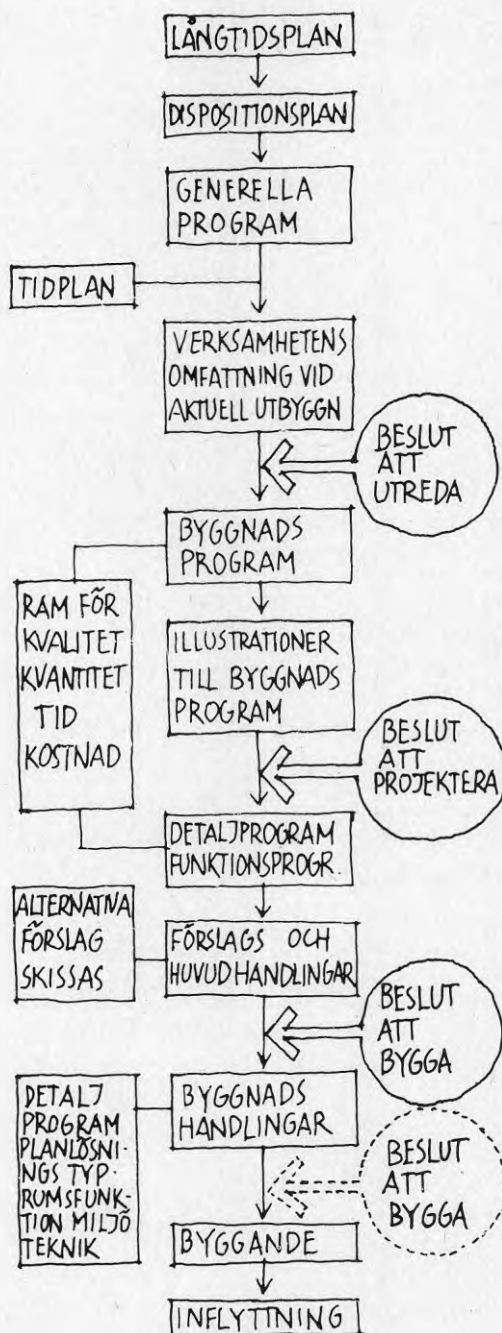 LÅNGTIDSPLAN
DISPOSITIONSPLAN
GENERELLA
PROGRAM
TIDPLAN
VERKSAMHETENS
OMFATTNING VID
AKTUELL UTBYGGN
BESLUT
ATT
UTREDA
BYGGNADS
PROGRAM
RAM FÖR
KVALITET
KVANTITET
TID
KOSTNAD
ILLUSTRATIONER
TILL BYGGNADS
PROGRAM
BESLUT
ATT
PROJEKTERA
DETALJPROGRAM
FUNKTIONSPROGR.
ALTERNATIVA
FÖRSLAG
SKISSAS
FÖRSLAGS OCH
HUVUDHANDLINGAR
BESLUT
ATT
BYGGA
DETALJ
PROGRAM
PLANLÖSNI-
NGS TYP.
RUMSFUNK-
TION MILJÖ
TEKNIK
BYGGNADS
HANDLINGAR
BESLUT
ATT
BYGGA
BYGGANDE
INFLYTTNING